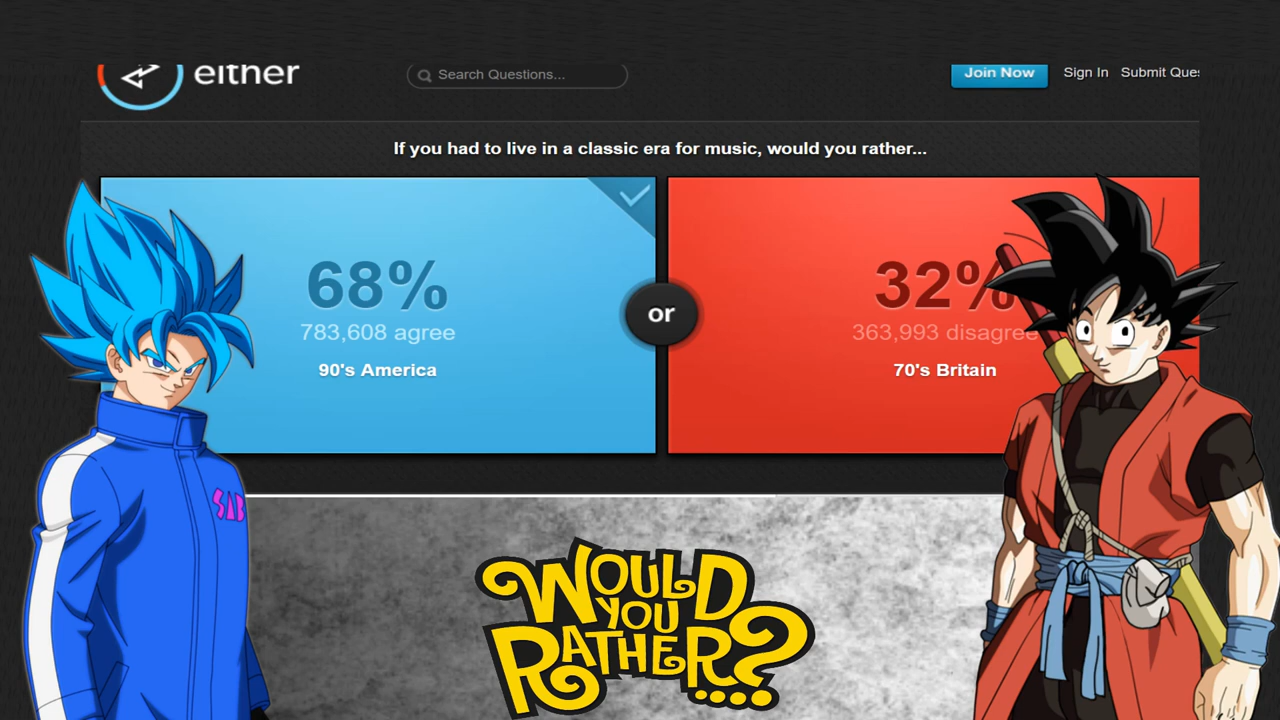 either
Search Questions...
Join Now
Sign In
Submit Ques
If you had to live in a classic era for music, would you rather...
68%
783,608 agree
90's America
or
32%
363,993 disagree
70's Britain
SAB
WOULD
YOU
RATHER...?